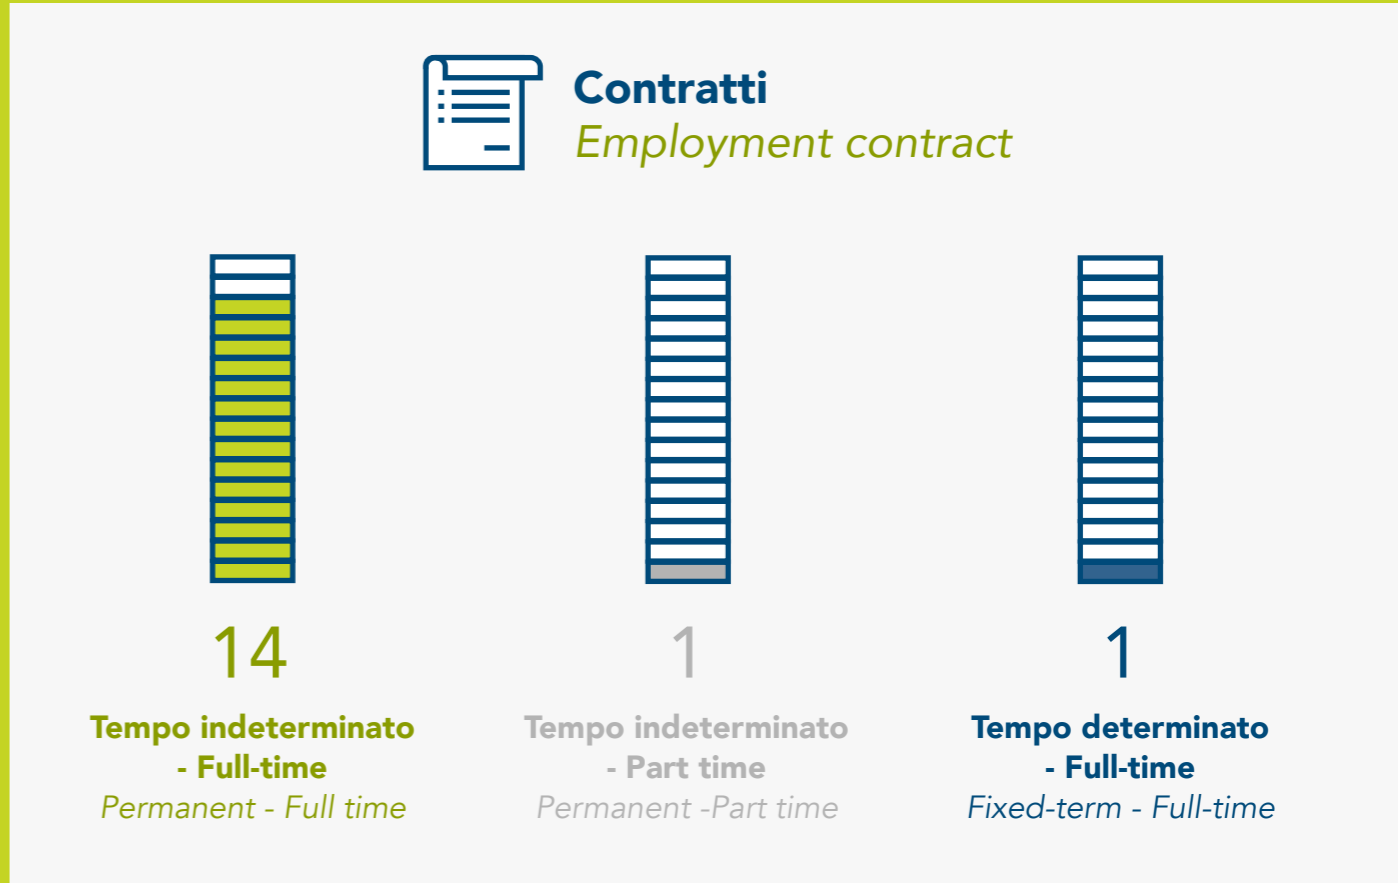 Contratti
Employment contract
14
Tempo indeterminato
- Full-time
Permanent - Full time
1
Tempo indeterminato
- Part time
Permanent -Part time
1
Tempo determinato
- Full-time
Fixed-term - Full-time